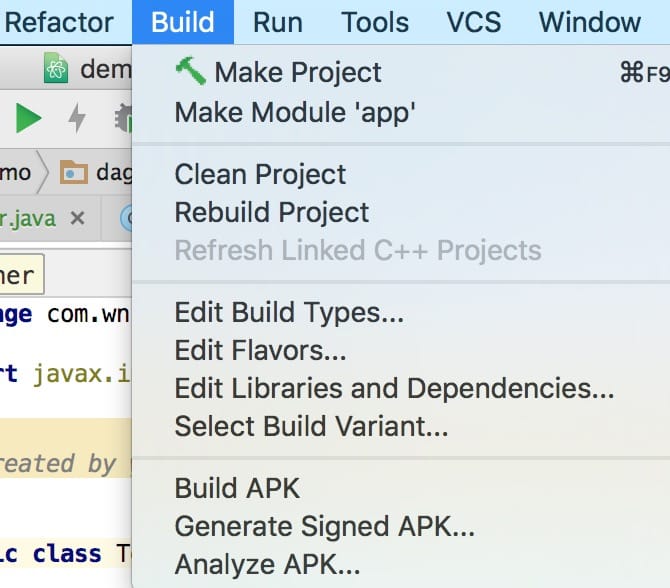 Refactor Build Run Tools VCS Window
dem
Make Project ⌘F9
Make Module 'app'
mo dag
Clean Project
r.java
Rebuild Project
Refresh Linked C++ Projects
ner
age com.wn
Edit Build Types...
Edit Flavors...
rt javax.i
Edit Libraries and Dependencies...
Select Build Variant...
reated by
Build APK
Generate Signed APK...
ic class T
Analyze APK...